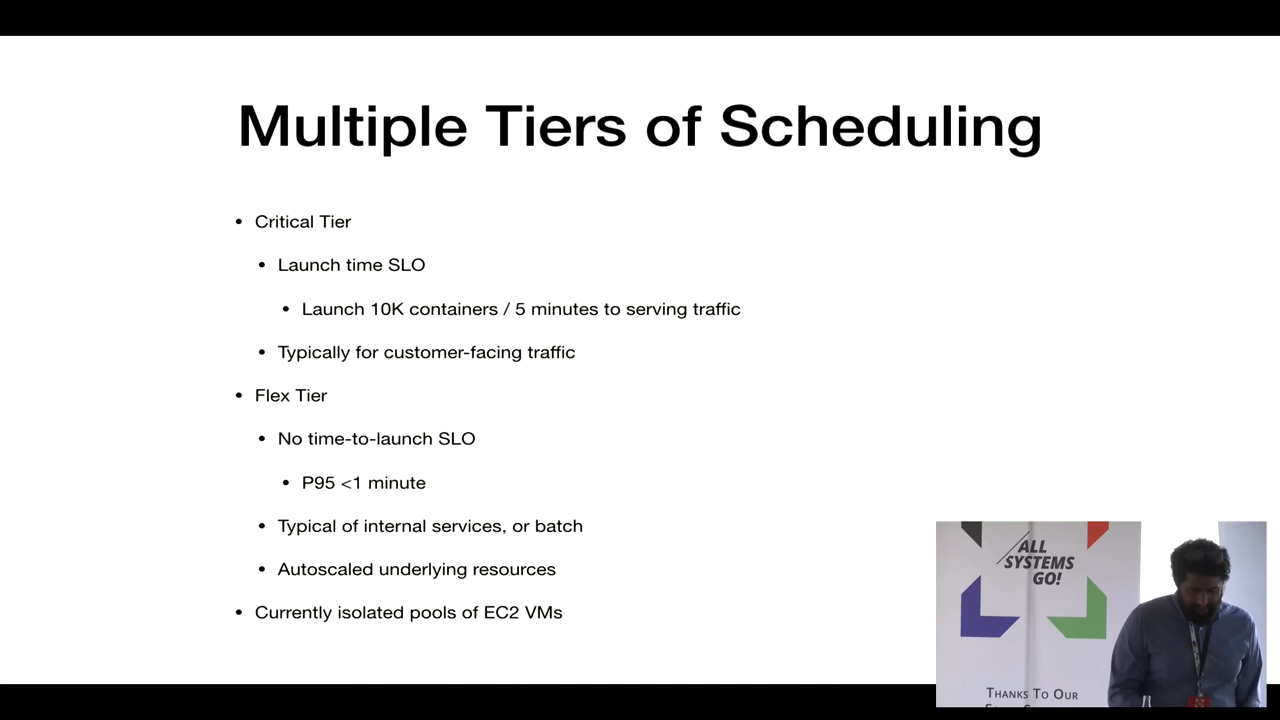 Multiple Tiers of Scheduling
• Critical Tier
• Launch time SLO
• Launch 10K containers / 5 minutes to serving traffic
• Typically for customer-facing traffic
• Flex Tier
• No time-to-launch SLO
• P95 <1 minute
• Typical of internal services, or batch
• Autoscaled underlying resources
• Currently isolated pools of EC2 VMs
ALL
SYSTEMS
GO!
THANKS TO OUR